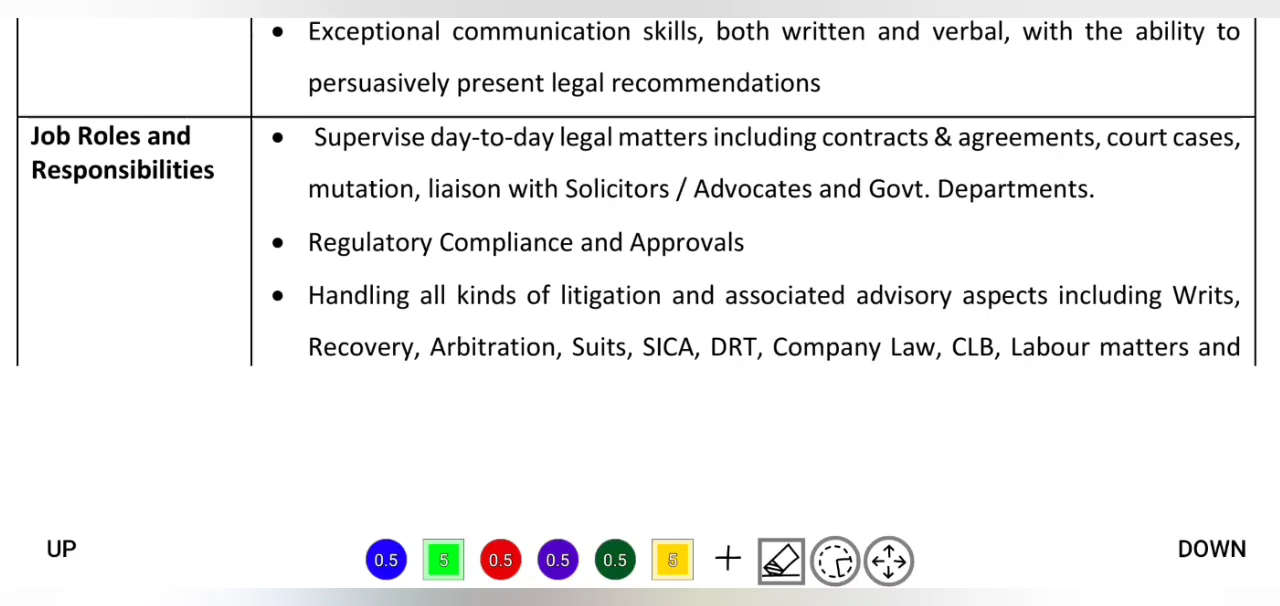 • Exceptional communication skills, both written and verbal, with the ability to
persuasively present legal recommendations
Job Roles and
Responsibilities
• Supervise day-to-day legal matters including contracts & agreements, court cases,
mutation, liaison with Solicitors / Advocates and Govt. Departments.
• Regulatory Compliance and Approvals
• Handling all kinds of litigation and associated advisory aspects including Writs,
Recovery, Arbitration, Suits, SICA, DRT, Company Law, CLB, Labour matters and
UP
0.5 5 0.5 0.5 0.5 5 +
DOWN